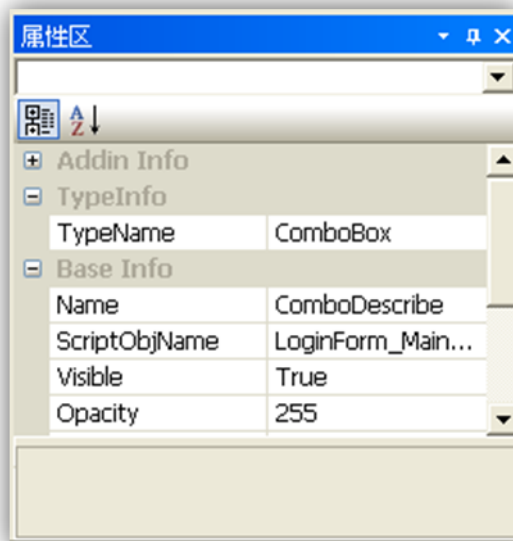 属性区
Addin Info
TypeInfo
TypeName ComboBox
Base Info
Name ComboDescribe
ScriptObjName LoginForm_Main...
Visible True
Opacity 255